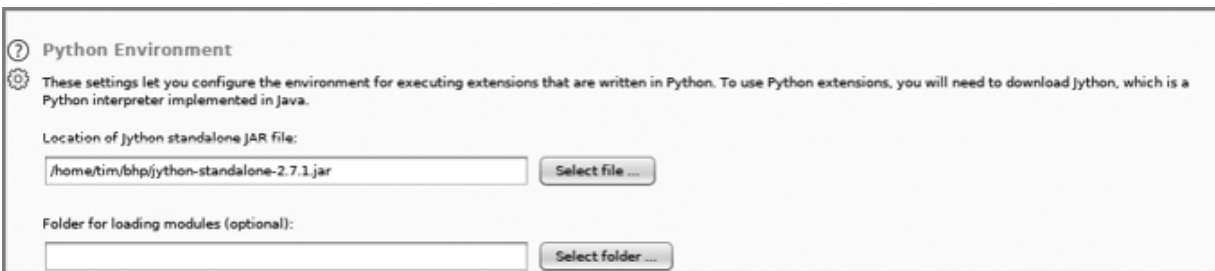 Python Environment
These settings let you configure the environment for executing extensions that are written in Python. To use Python extensions, you will need to download Jython, which is a
Python interpreter implemented in Java.
Location of Jython standalone JAR file:
/home/tim/bhp/jython-standalone-2.7.1.jar Select file ...
Folder for loading modules (optional):
Select folder ...